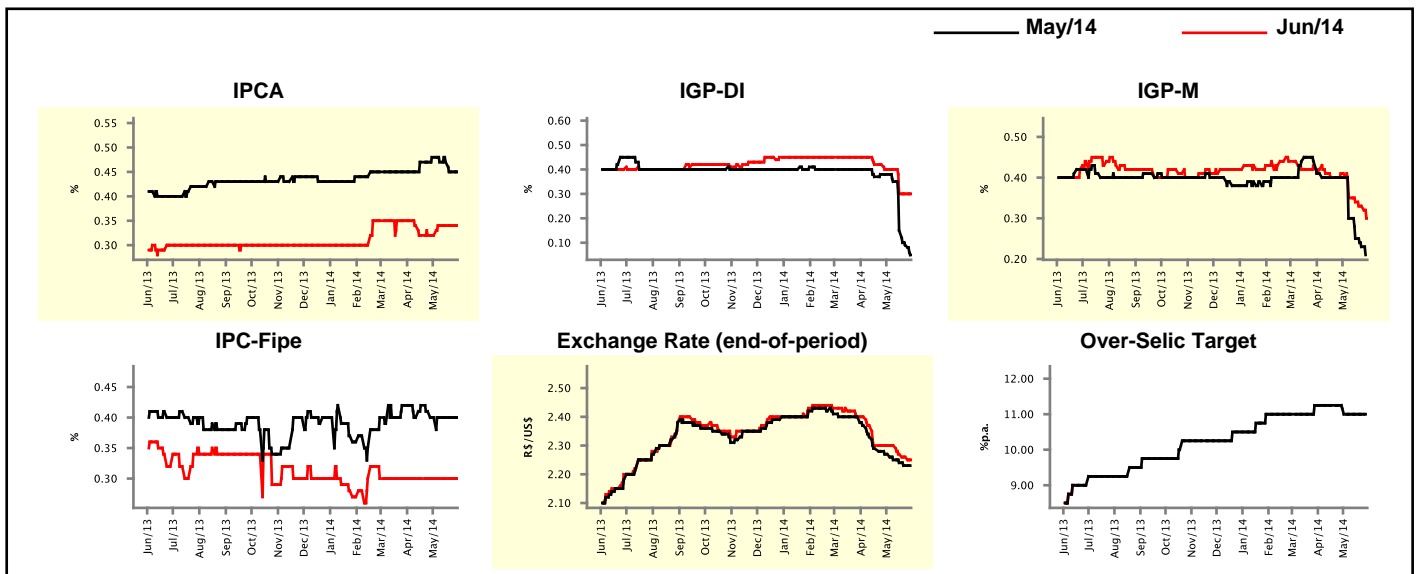 May/14 Jun/14
IPCA
%
0.55
0.50
0.45
0.40
0.35
0.30
Jun/13 Jul/13 Aug/13 Sep/13 Oct/13 Nov/13 Dec/13 Jan/14 Feb/14 Mar/14 Apr/14 May/14
IGP-DI
%
0.60
0.50
0.40
0.30
0.20
0.10
Jun/13 Jul/13 Aug/13 Sep/13 Oct/13 Nov/13 Dec/13 Jan/14 Feb/14 Mar/14 Apr/14 May/14
IGP-M
%
0.50
0.40
0.30
0.20
Jun/13 Jul/13 Aug/13 Sep/13 Oct/13 Nov/13 Dec/13 Jan/14 Feb/14 Mar/14 Apr/14 May/14
IPC-Fipe
%
0.45
0.40
0.35
0.30
Jun/13 Jul/13 Aug/13 Sep/13 Oct/13 Nov/13 Dec/13 Jan/14 Feb/14 Mar/14 Apr/14 May/14
Exchange Rate (end-of-period)
R$/US$
2.50
2.40
2.30
2.20
2.10
Jun/13 Jul/13 Aug/13 Sep/13 Oct/13 Nov/13 Dec/13 Jan/14 Feb/14 Mar/14 Apr/14 May/14
Over-Selic Target
%p.a.
12.00
11.00
10.00
9.00
Jun/13 Jul/13 Aug/13 Sep/13 Oct/13 Nov/13 Dec/13 Jan/14 Feb/14 Mar/14 Apr/14 May/14